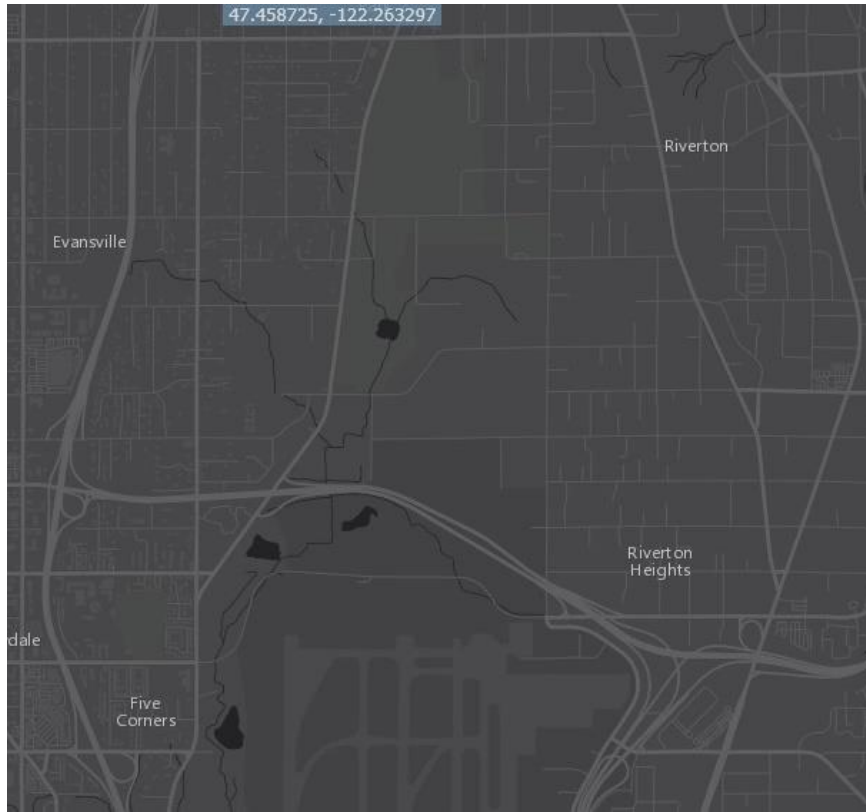 47.458725, -122.263297
Riverton
Evansville
Riverton
Heights
dale
Five
Corners